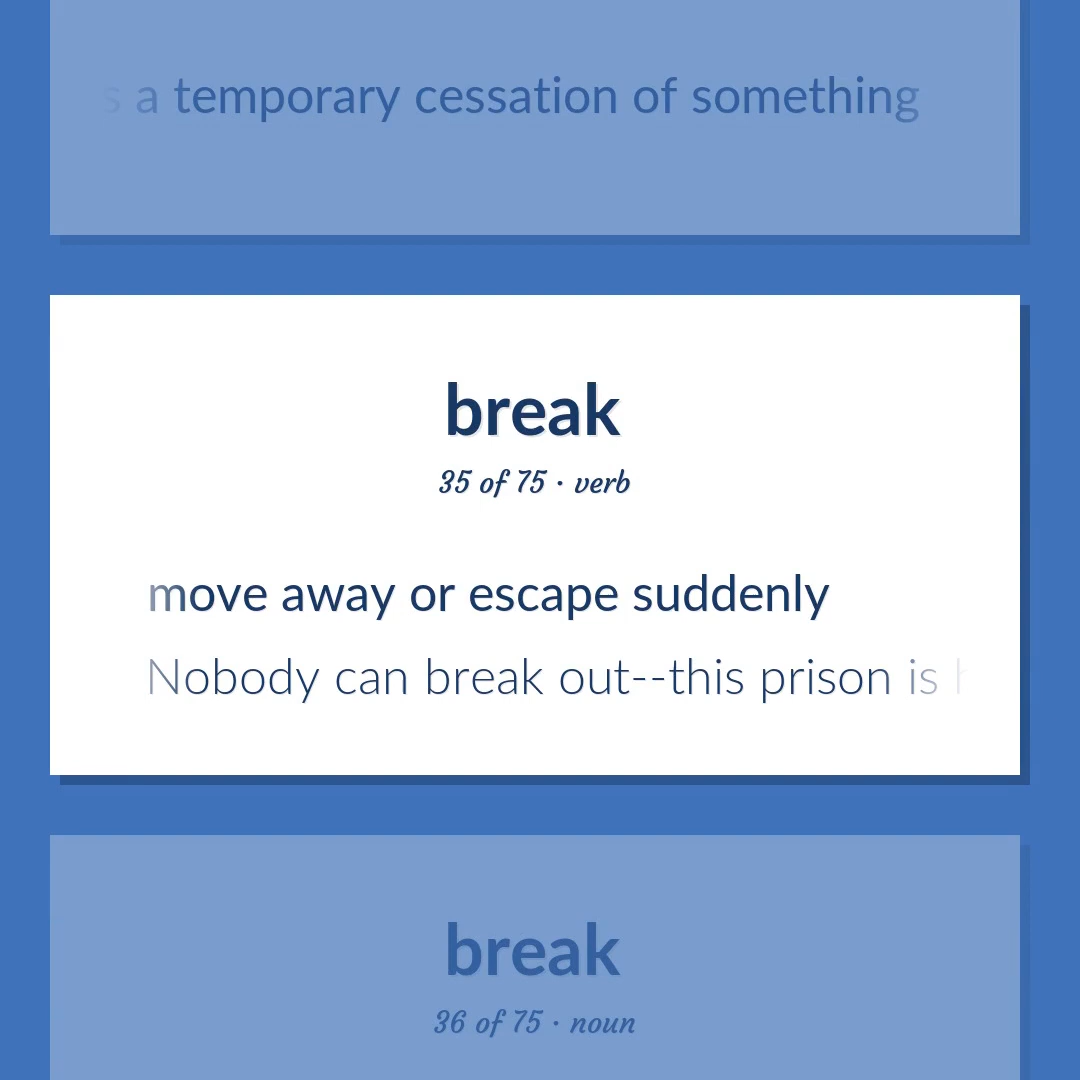 a temporary cessation of something
break
35 of 75 · verb
move away or escape suddenly
Nobody can break out--this prison is
break
36 of 75 · noun